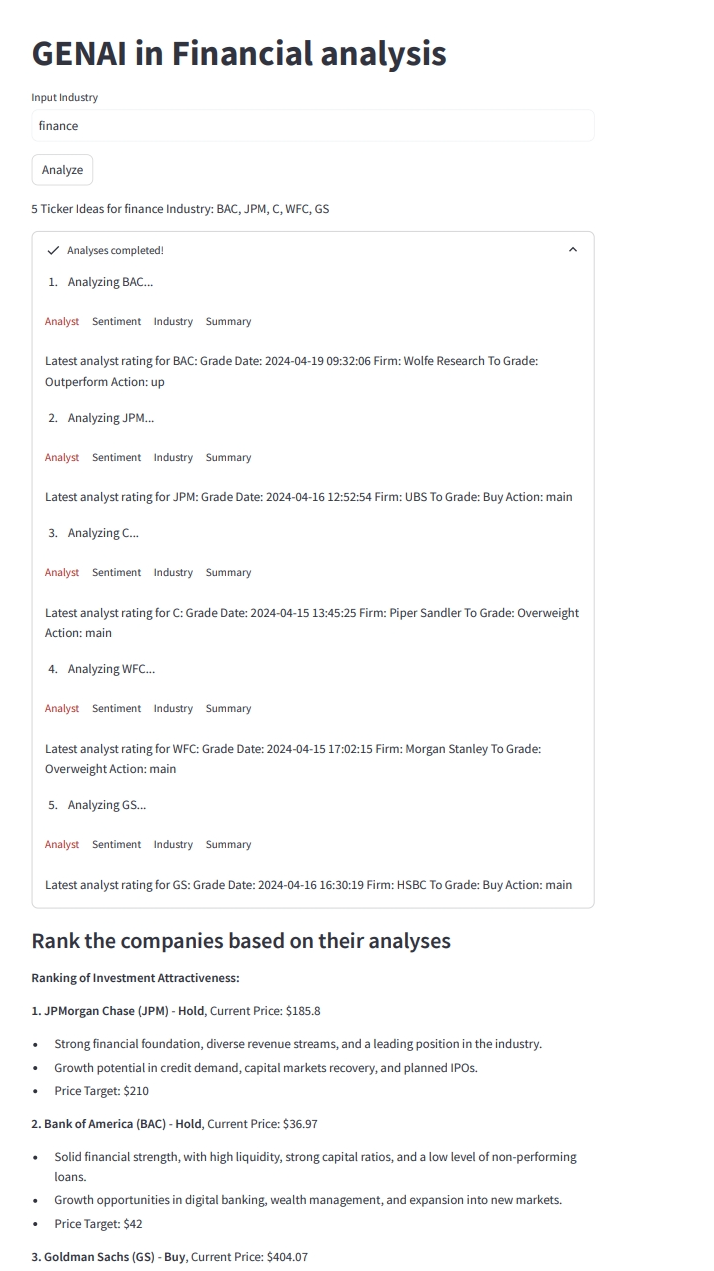 GENAI in Financial analysis
Input Industry
finance
Analyze
5 Ticker Ideas for finance Industry: BAC, JPM, C, WFC, GS
Analyses completed!
1. Analyzing BAC...
Analyst Sentiment Industry Summary
Latest analyst rating for BAC: Grade Date: 2024-04-19 09:32:06 Firm: Wolfe Research To Grade:
Outperform Action: up
2. Analyzing JPM...
Analyst Sentiment Industry Summary
Latest analyst rating for JPM: Grade Date: 2024-04-16 12:52:54 Firm: UBS To Grade: Buy Action: main
3. Analyzing C...
Analyst Sentiment Industry Summary
Latest analyst rating for C: Grade Date: 2024-04-15 13:45:25 Firm: Piper Sandler To Grade: Overweight
Action: main
4. Analyzing WFC...
Analyst Sentiment Industry Summary
Latest analyst rating for WFC: Grade Date: 2024-04-15 17:02:15 Firm: Morgan Stanley To Grade:
Overweight Action: main
5. Analyzing GS...
Analyst Sentiment Industry Summary
Latest analyst rating for GS: Grade Date: 2024-04-16 16:30:19 Firm: HSBC To Grade: Buy Action: main
Rank the companies based on their analyses
Ranking of Investment Attractiveness:
1. JPMorgan Chase (JPM) - Hold, Current Price: $185.8
• Strong financial foundation, diverse revenue streams, and a leading position in the industry.
• Growth potential in credit demand, capital markets recovery, and planned IPOs.
• Price Target: $210
2. Bank of America (BAC) - Hold, Current Price: $36.97
• Solid financial strength, with high liquidity, strong capital ratios, and a low level of non-performing
loans.
• Growth opportunities in digital banking, wealth management, and expansion into new markets.
• Price Target: $42
3. Goldman Sachs (GS) - Buy, Current Price: $404.07